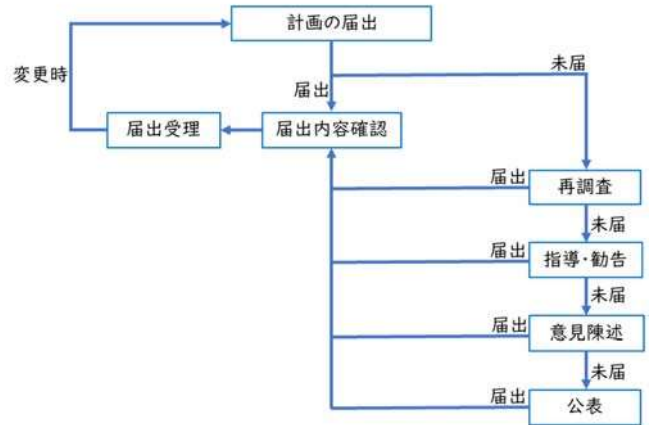 計画の届出
未届
変更時
届出
届出受理
届出内容確認
届出
再調査
未届
届出
指導・勧告
未届
届出
意見陳述
未届
届出
公表